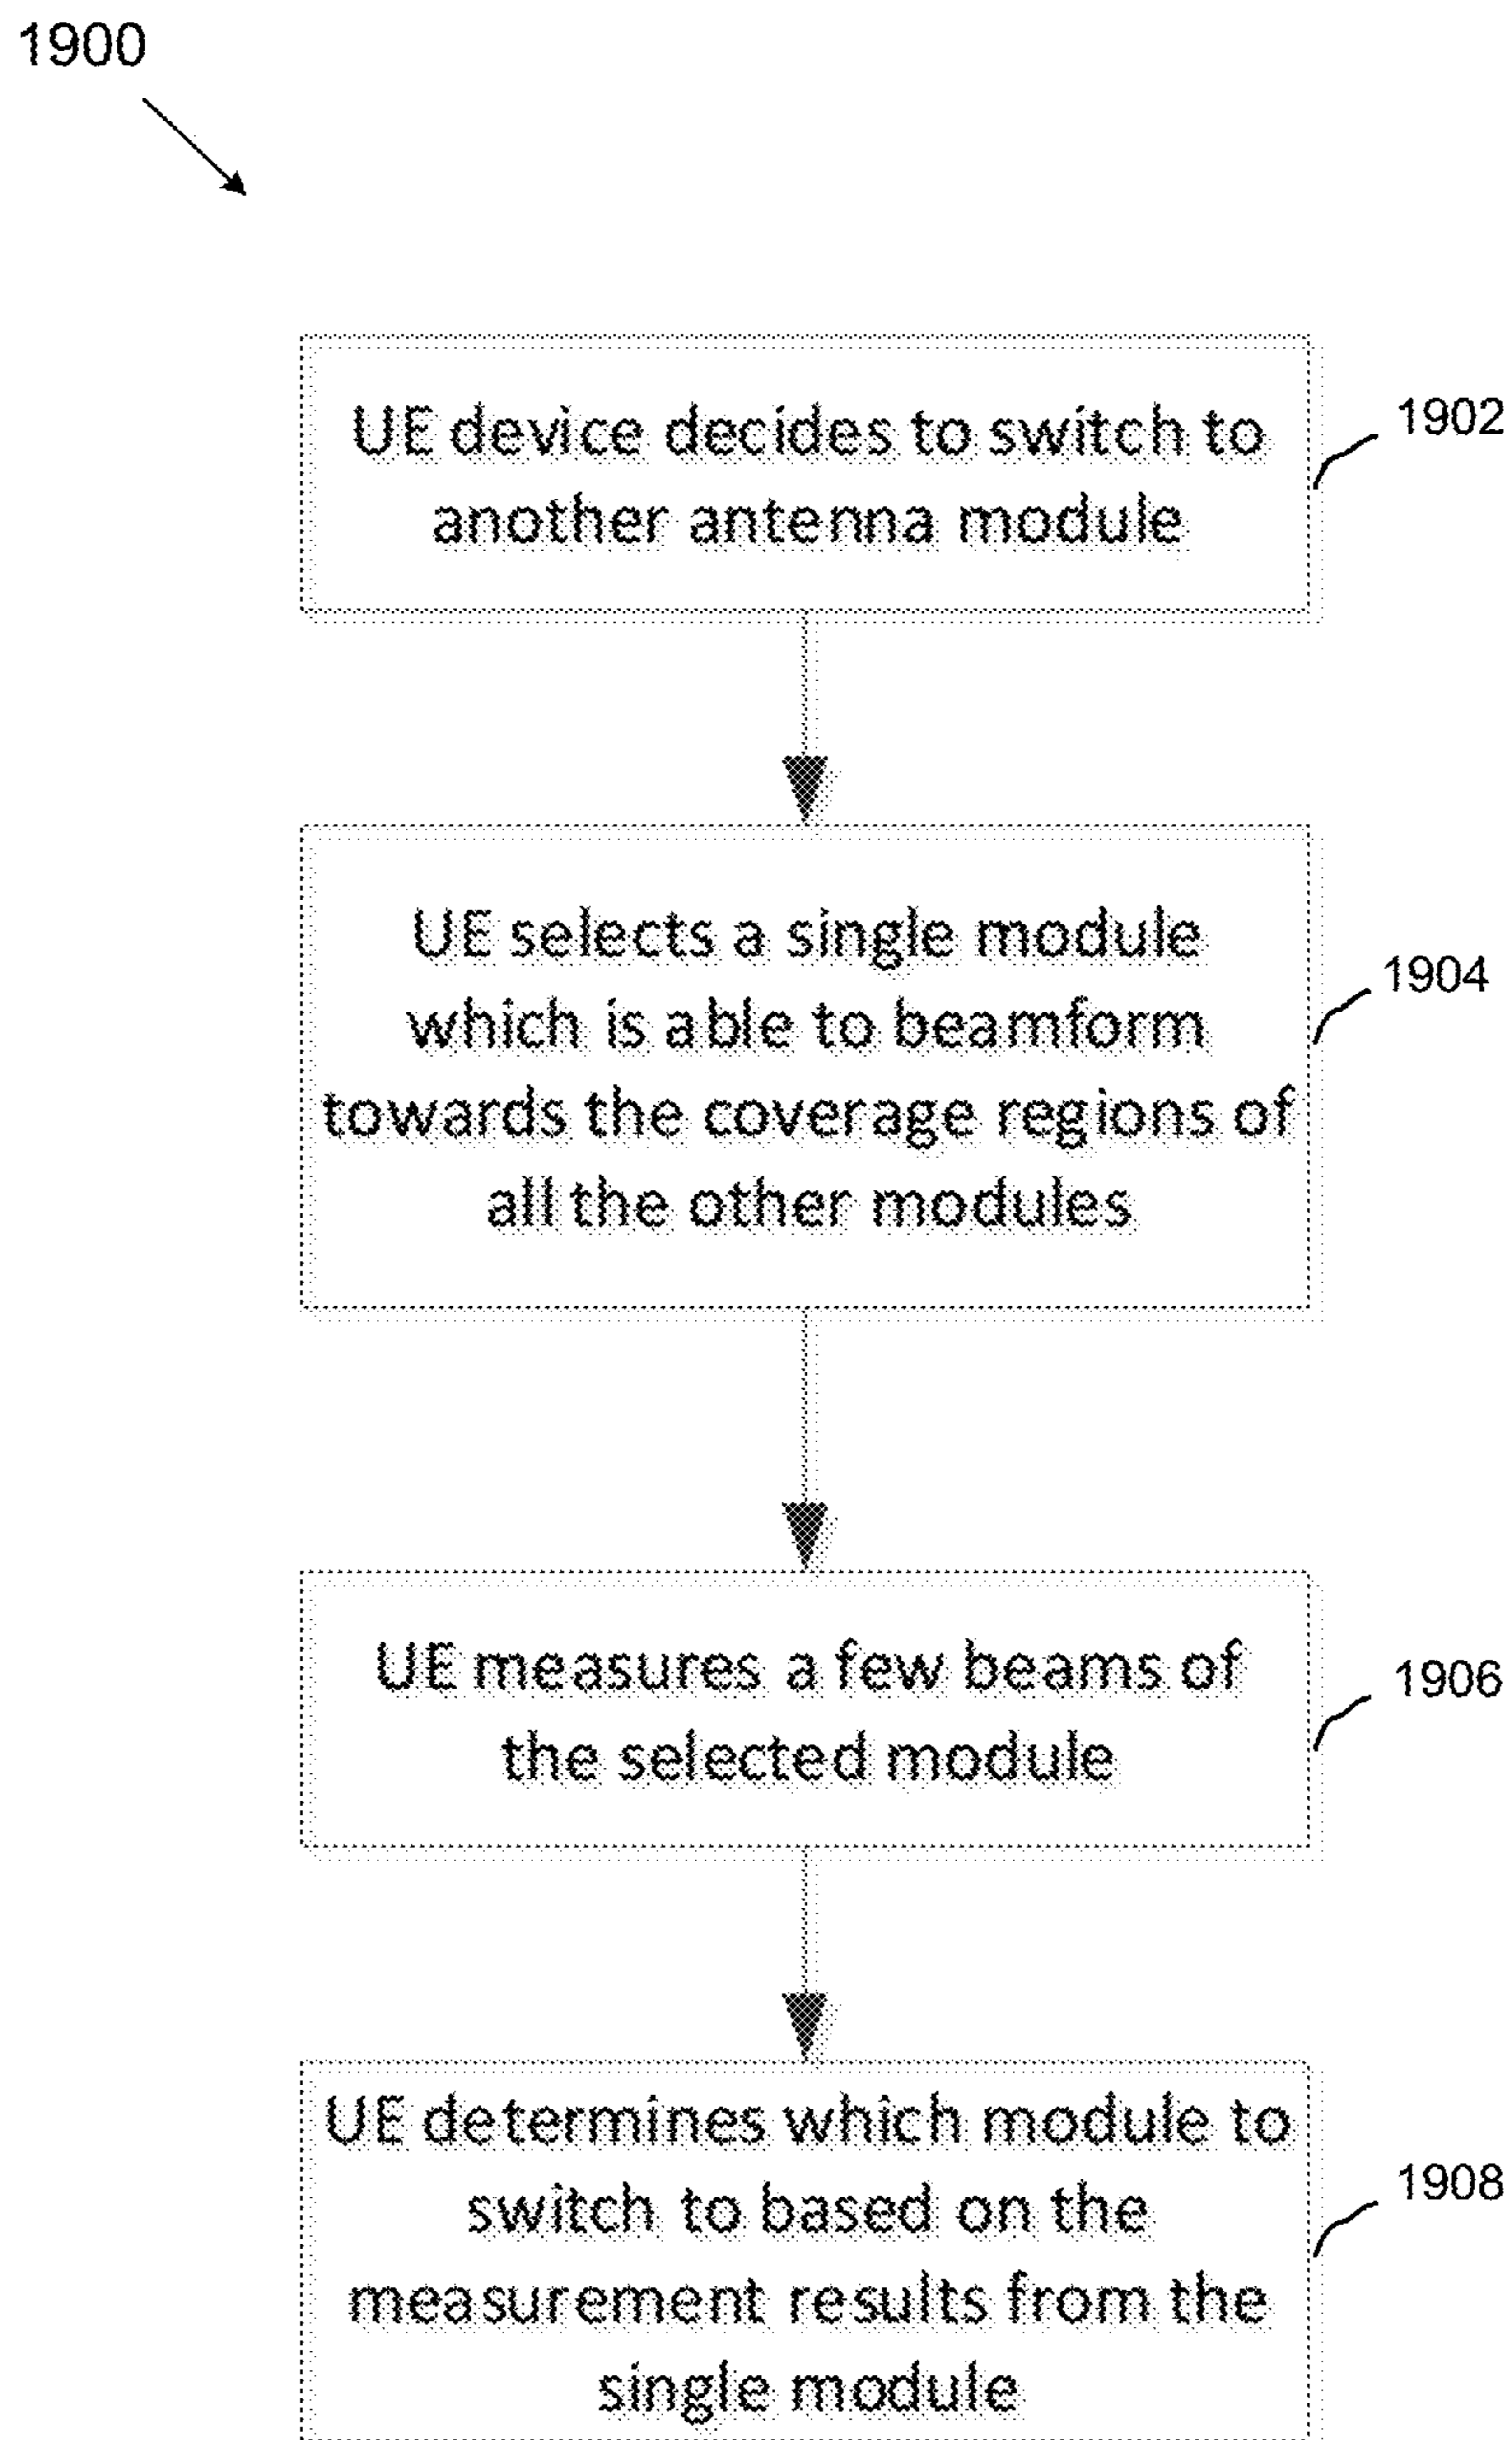 1900
UE device decides to switch to
another antenna module
1902
UE selects a single module
which is able to beamform
towards the coverage regions of
all the other modules
1904
UE measures a few beams of
the selected module
1906
UE determines which module to
switch to based on the
measurement results from the
single module
1908